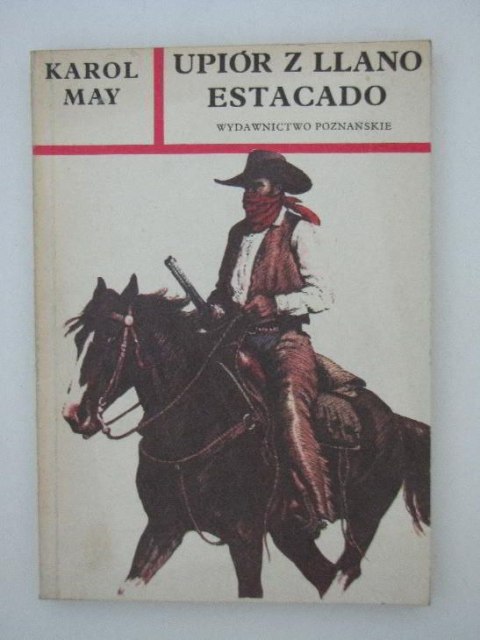 KAROL
MAY
UPIÓR Z LLANO
ESTACADO
WYDAWNICTWO POZNAŃSKIE